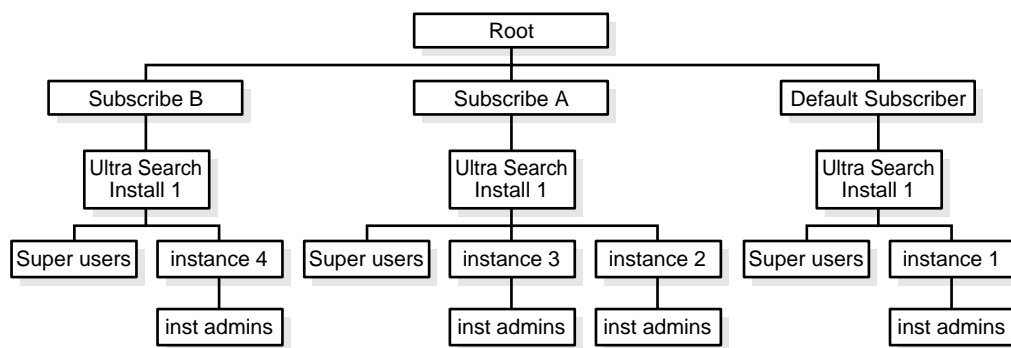 Root
Subscribe B
Subscribe A
Default Subscriber
Ultra Search
Install 1
Ultra Search
Install 1
Ultra Search
Install 1
Super users
instance 4
Super users
instance 3
instance 2
Super users
instance 1
inst admins
inst admins
inst admins
inst admins